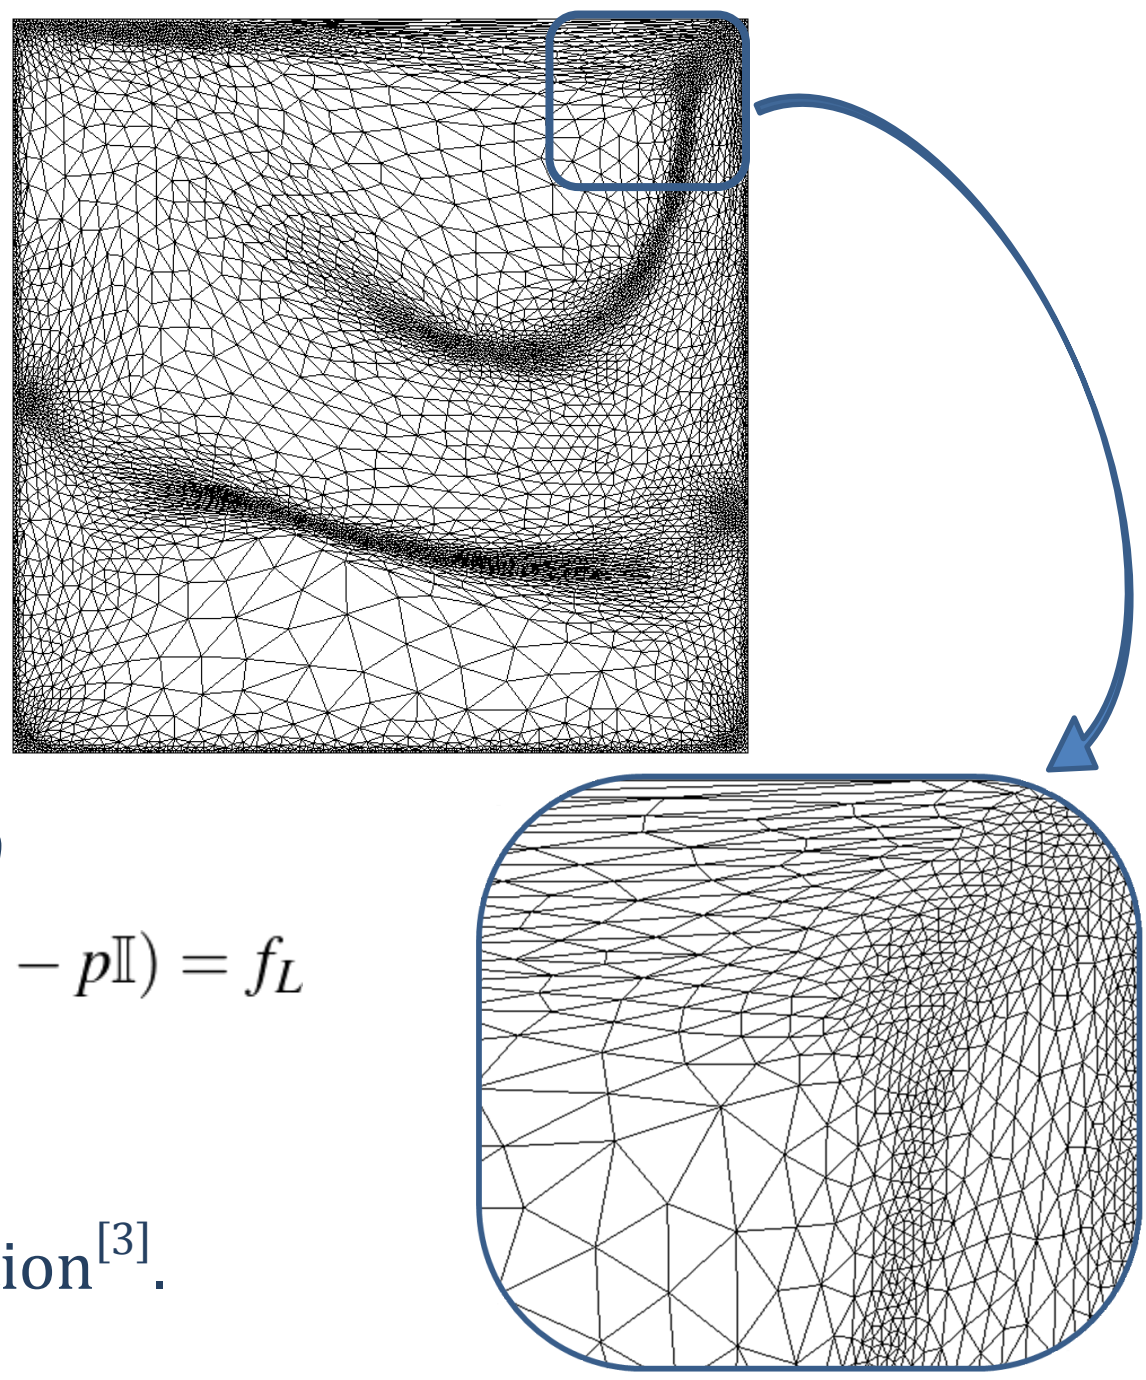 )
− p𝕀) = f_L
ion[3].